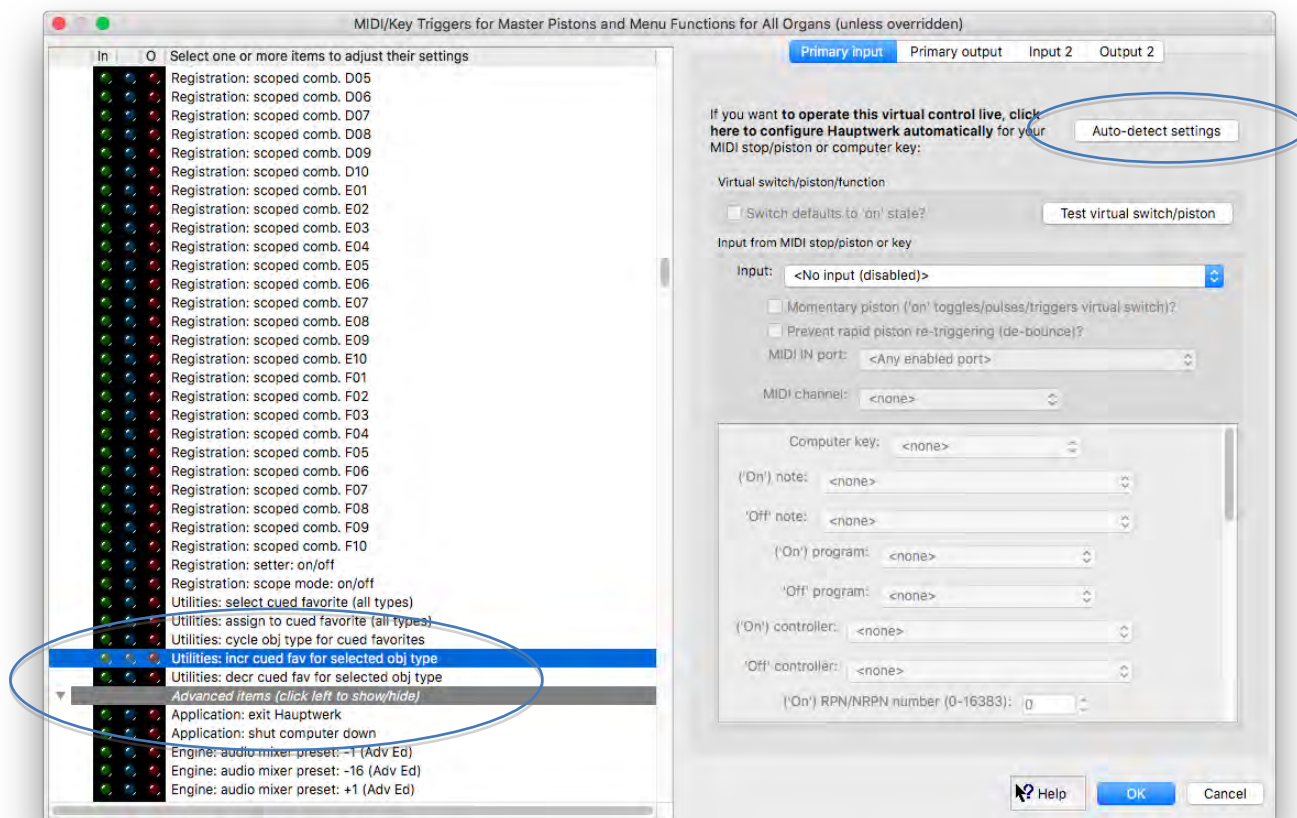 MIDI/Key Triggers for Master Pistons and Menu Functions for All Organs (unless overridden)
In O Select one or more items to adjust their settings
Registration: scoped comb. D05
Registration: scoped comb. D06
Registration: scoped comb. D07
Registration: scoped comb. D08
Registration: scoped comb. D09
Registration: scoped comb. D10
Registration: scoped comb. E01
Registration: scoped comb. E02
Registration: scoped comb. E03
Registration: scoped comb. E04
Registration: scoped comb. E05
Registration: scoped comb. E06
Registration: scoped comb. E07
Registration: scoped comb. E08
Registration: scoped comb. E09
Registration: scoped comb. E10
Registration: scoped comb. F01
Registration: scoped comb. F02
Registration: scoped comb. F03
Registration: scoped comb. F04
Registration: scoped comb. F05
Registration: scoped comb. F06
Registration: scoped comb. F07
Registration: scoped comb. F08
Registration: scoped comb. F09
Registration: scoped comb. F10
Registration: setter: on/off
Registration: scope mode: on/off
Utilities: select cued favorite (all types)
Utilities: assign to cued favorite (all types)
Utilities: cycle obj type for cued favorites
Utilities: incr cued fav for selected obj type
Utilities: decr cued fav for selected obj type
Advanced items (click left to show/hide)
Application: exit Hauptwerk
Application: shut computer down
Engine: audio mixer preset: -1 (Adv Ed)
Engine: audio mixer preset: -16 (Adv Ed)
Engine: audio mixer preset: +1 (Adv Ed)
Primary input Primary output Input 2 Output 2
If you want to operate this virtual control live, click
here to configure Hauptwerk automatically for your
MIDI stop/piston or computer key:
Auto-detect settings
Virtual switch/piston/function
Switch defaults to 'on' state?
Test virtual switch/piston
Input from MIDI stop/piston or key
Input: <No input (disabled)>
Momentary piston ('on' toggles/pulses/triggers virtual switch)?
Prevent rapid piston re-triggering (de-bounce)?
MIDI IN port: <Any enabled port>
MIDI channel: <none>
Computer key: <none>
('On') note: <none>
'Off' note: <none>
('On') program: <none>
'Off' program: <none>
('On') controller: <none>
'Off' controller: <none>
('On') RPN/NRPN number (0-16383): 0
Help OK Cancel